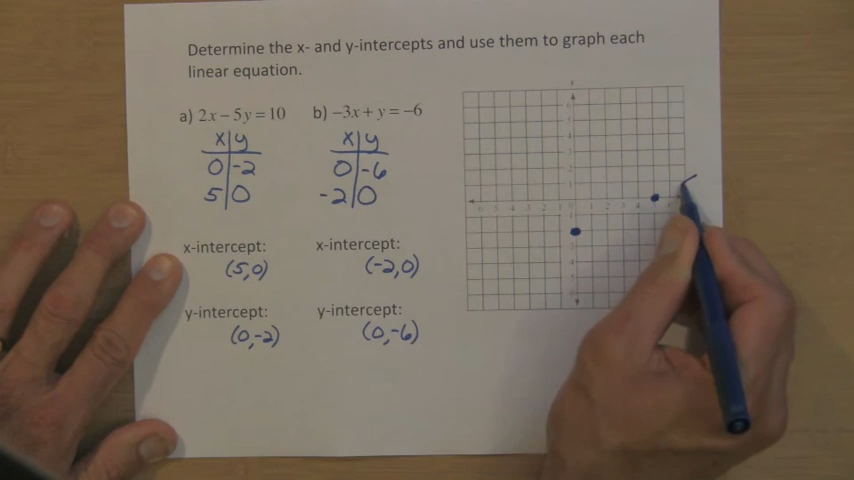 Determine the x- and y-intercepts and use them to graph each
linear equation.
a) 2x – 5y = 10
x y
0 -2
5 0
x-intercept:
(5,0)
y-intercept:
(0,-2)
b) –3x + y = –6
x y
0 -6
-2 0
x-intercept:
(-2,0)
y-intercept:
(0,-6)